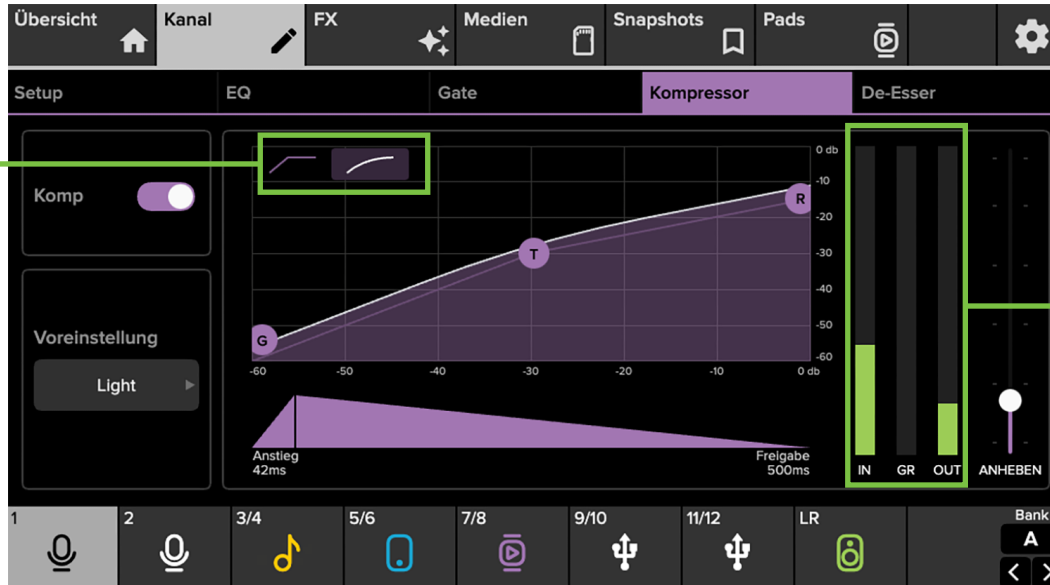 Übersicht
Kanal
FX
Medien
Snapshots
Pads
Setup
EQ
Gate
Kompressor
De-Esser
Komp
Voreinstellung
Light
0 db
-10
-20
-30
-40
-50
-60
R
T
G
-60 -50 -40 -30 -20 -10 0 db
Anstieg
42ms
Freigabe
500ms
IN GR OUT ANHEBEN
1 2 3/4 5/6 7/8 9/10 11/12 LR
Bank
A